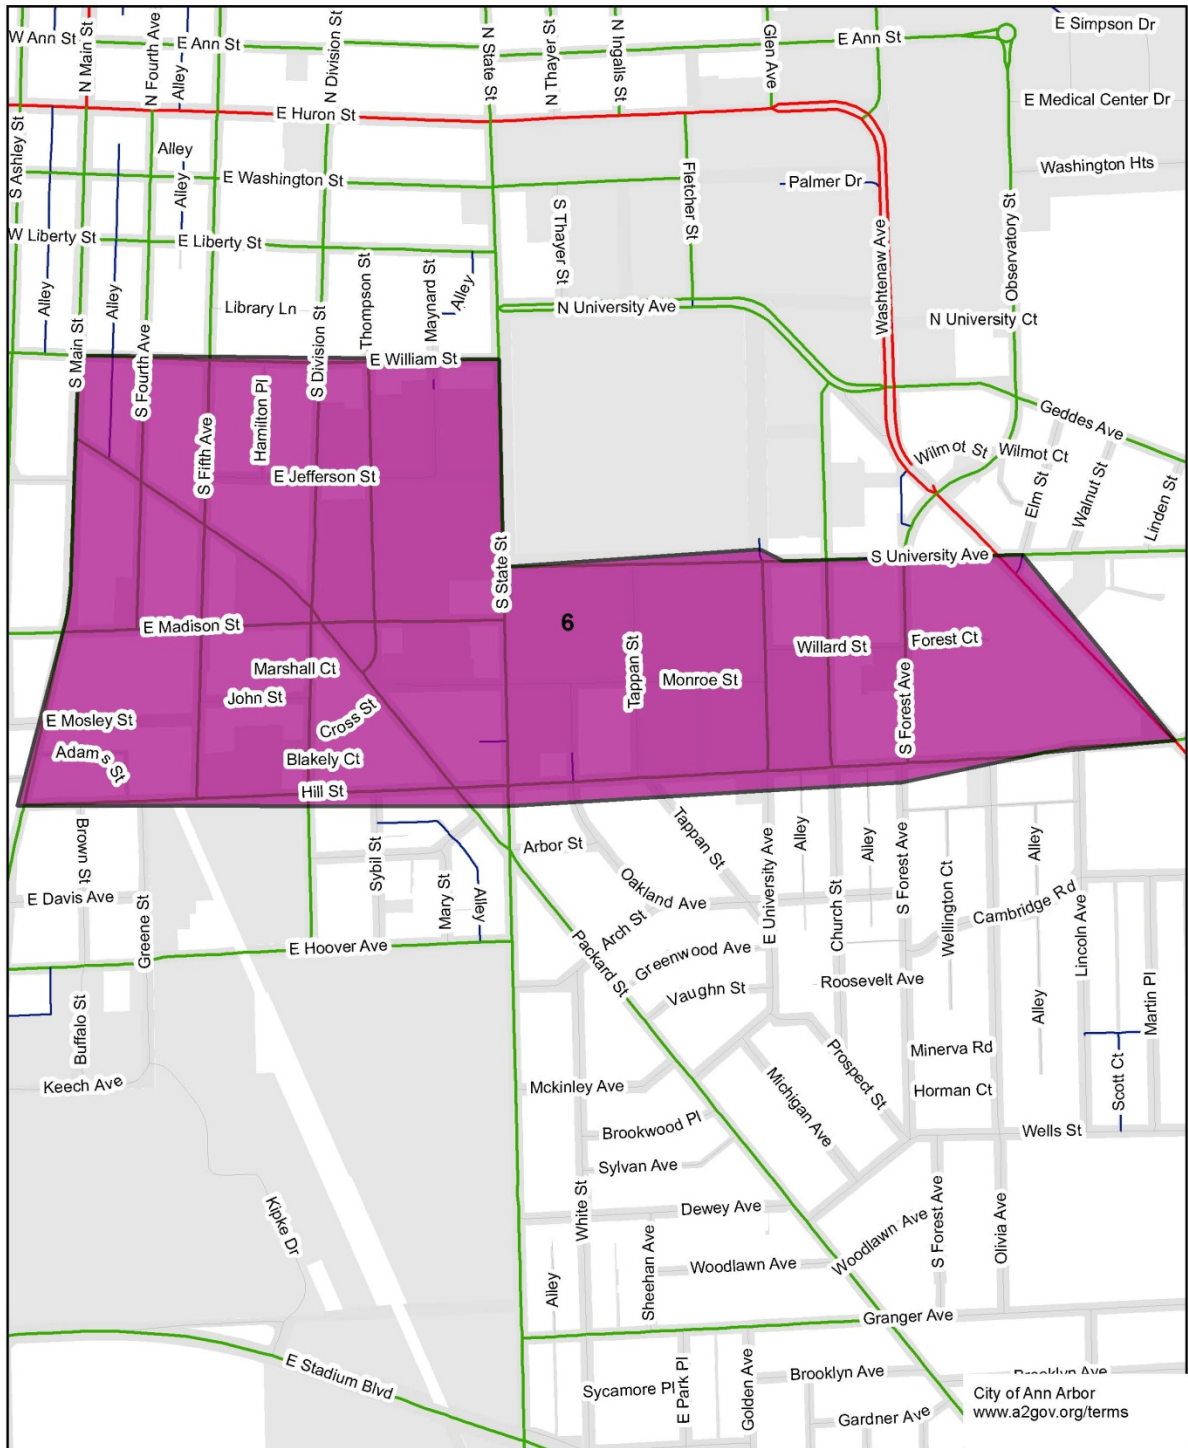 W Ann St
N Main St
N Fourth Ave
Alley
E Ann St
N Division St
N State St
N Thayer St
N Ingalls St
Glen Ave
E Ann St
E Simpson Dr
E Medical Center Dr
E Huron St
S Ashley St
Alley
Alley
E Washington St
Fletcher St
Palmer Dr
Washington Hts
W Liberty St
E Liberty St
S Thayer St
Washtenaw Ave
Observatory St
Alley
Alley
Library Ln
Thompson St
Maynard St
Alley
N University Ave
N University Ct
S Main St
S Fourth Ave
S Division St
E William St
Hamilton Pl
S Fifth Ave
E Jefferson St
Geddes Ave
Wilmot St
Wilmot Ct
Elm St
Walnut St
Linden St
S State St
S University Ave
E Madison St
6
Tappan St
Willard St
Forest Ct
Marshall Ct
Monroe St
John St
Cross St
S Forest Ave
E Mosley St
Adams St
Blakely Ct
Hill St
Brown St
Sybil St
Arbor St
Tappan St
E University Ave
Alley
Alley
S Forest Ave
Alley
E Davis Ave
Greene St
Mary St
Alley
Oakland Ave
Church St
Wellington Ct
Cambridge Rd
Lincoln Ave
E Hoover Ave
Arch St
Packard St
Greenwood Ave
Vaughn St
Roosevelt Ave
Alley
Martin Pl
Buffalo St
Keech Ave
Mckinley Ave
Prospect St
Minerva Rd
Horman Ct
Scott Ct
Michigan Ave
Brookwood Pl
Wells St
Sylvan Ave
Kipke Dr
White St
Dewey Ave
Woodlawn Ave
S Forest Ave
Olivia Ave
Sheehan Ave
Woodlawn Ave
Alley
Granger Ave
E Stadium Blvd
Sycamore Pl
E Park Pl
Golden Ave
Brooklyn Ave
Brooklyn Ave
Gardner Ave
City of Ann Arbor
www.a2gov.org/terms